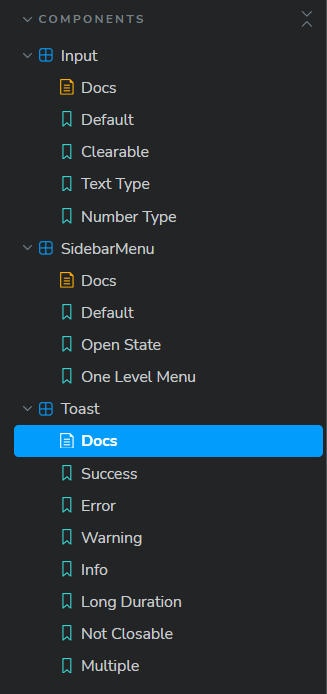 COMPONENTS
Input
Docs
Default
Clearable
Text Type
Number Type
SidebarMenu
Docs
Default
Open State
One Level Menu
Toast
Docs
Success
Error
Warning
Info
Long Duration
Not Closable
Multiple